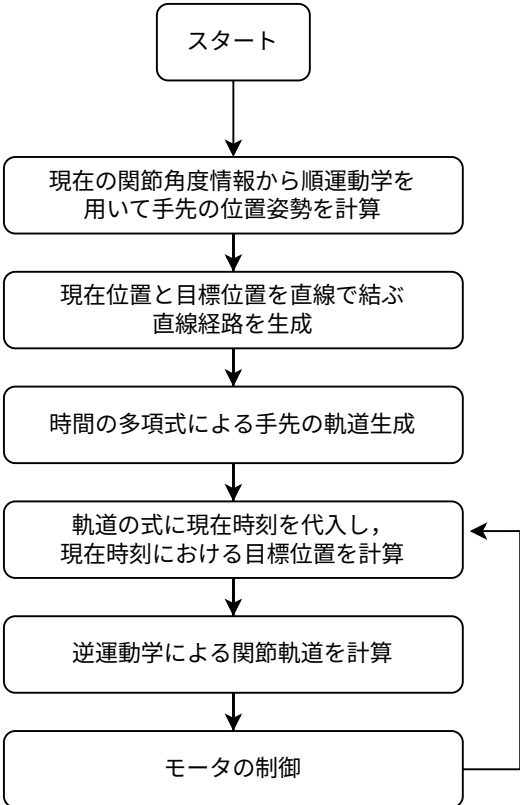 スタート
現在の関節角度情報から順運動学を
用いて手先の位置姿勢を計算
現在位置と目標位置を直線で結ぶ
直線経路を生成
時間の多項式による手先の軌道生成
軌道の式に現在時刻を代入し，
現在時刻における目標位置を計算
逆運動学による関節軌道を計算
モータの制御